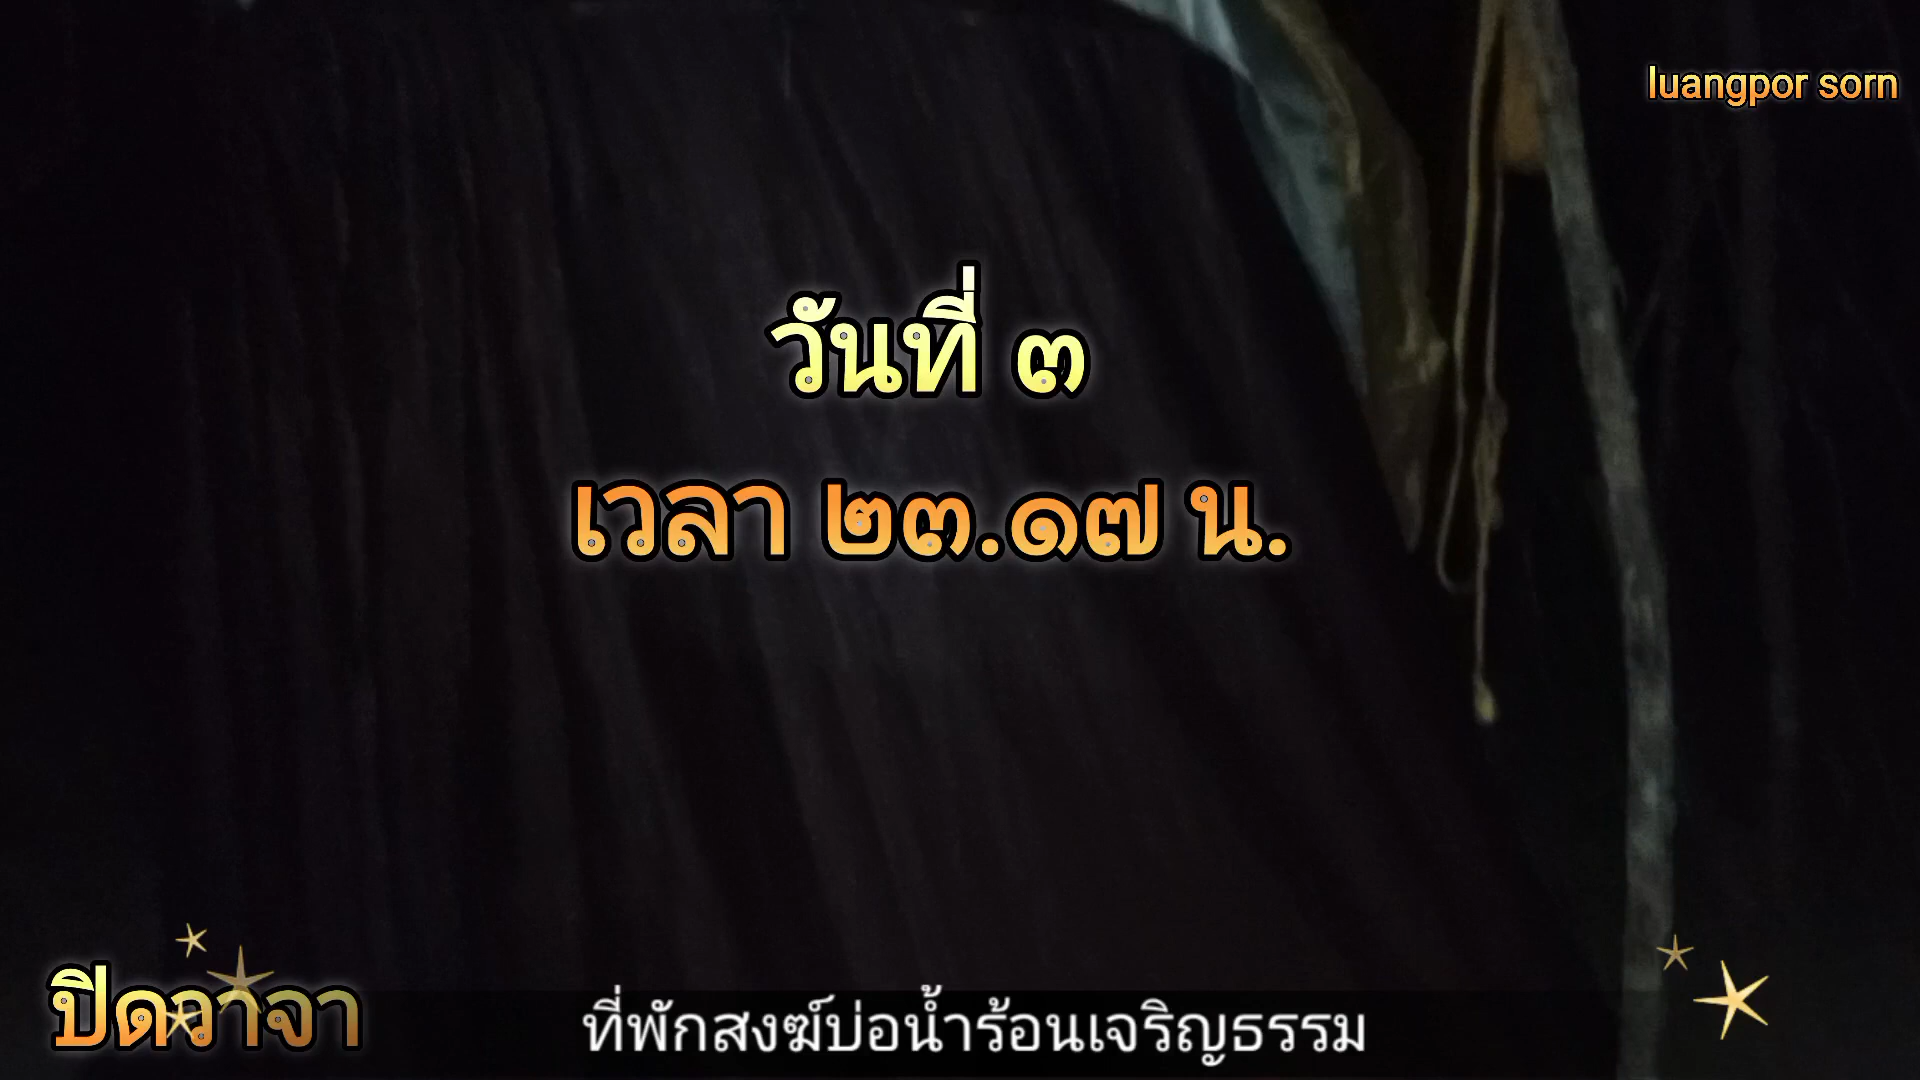 luangpor sorn
วันที่ ๓
เวลา ๒๓.๑๗ น.
ปิดวาจา
ที่พักสงฆ์บ่อน้ำร้อนเจริญธรรม